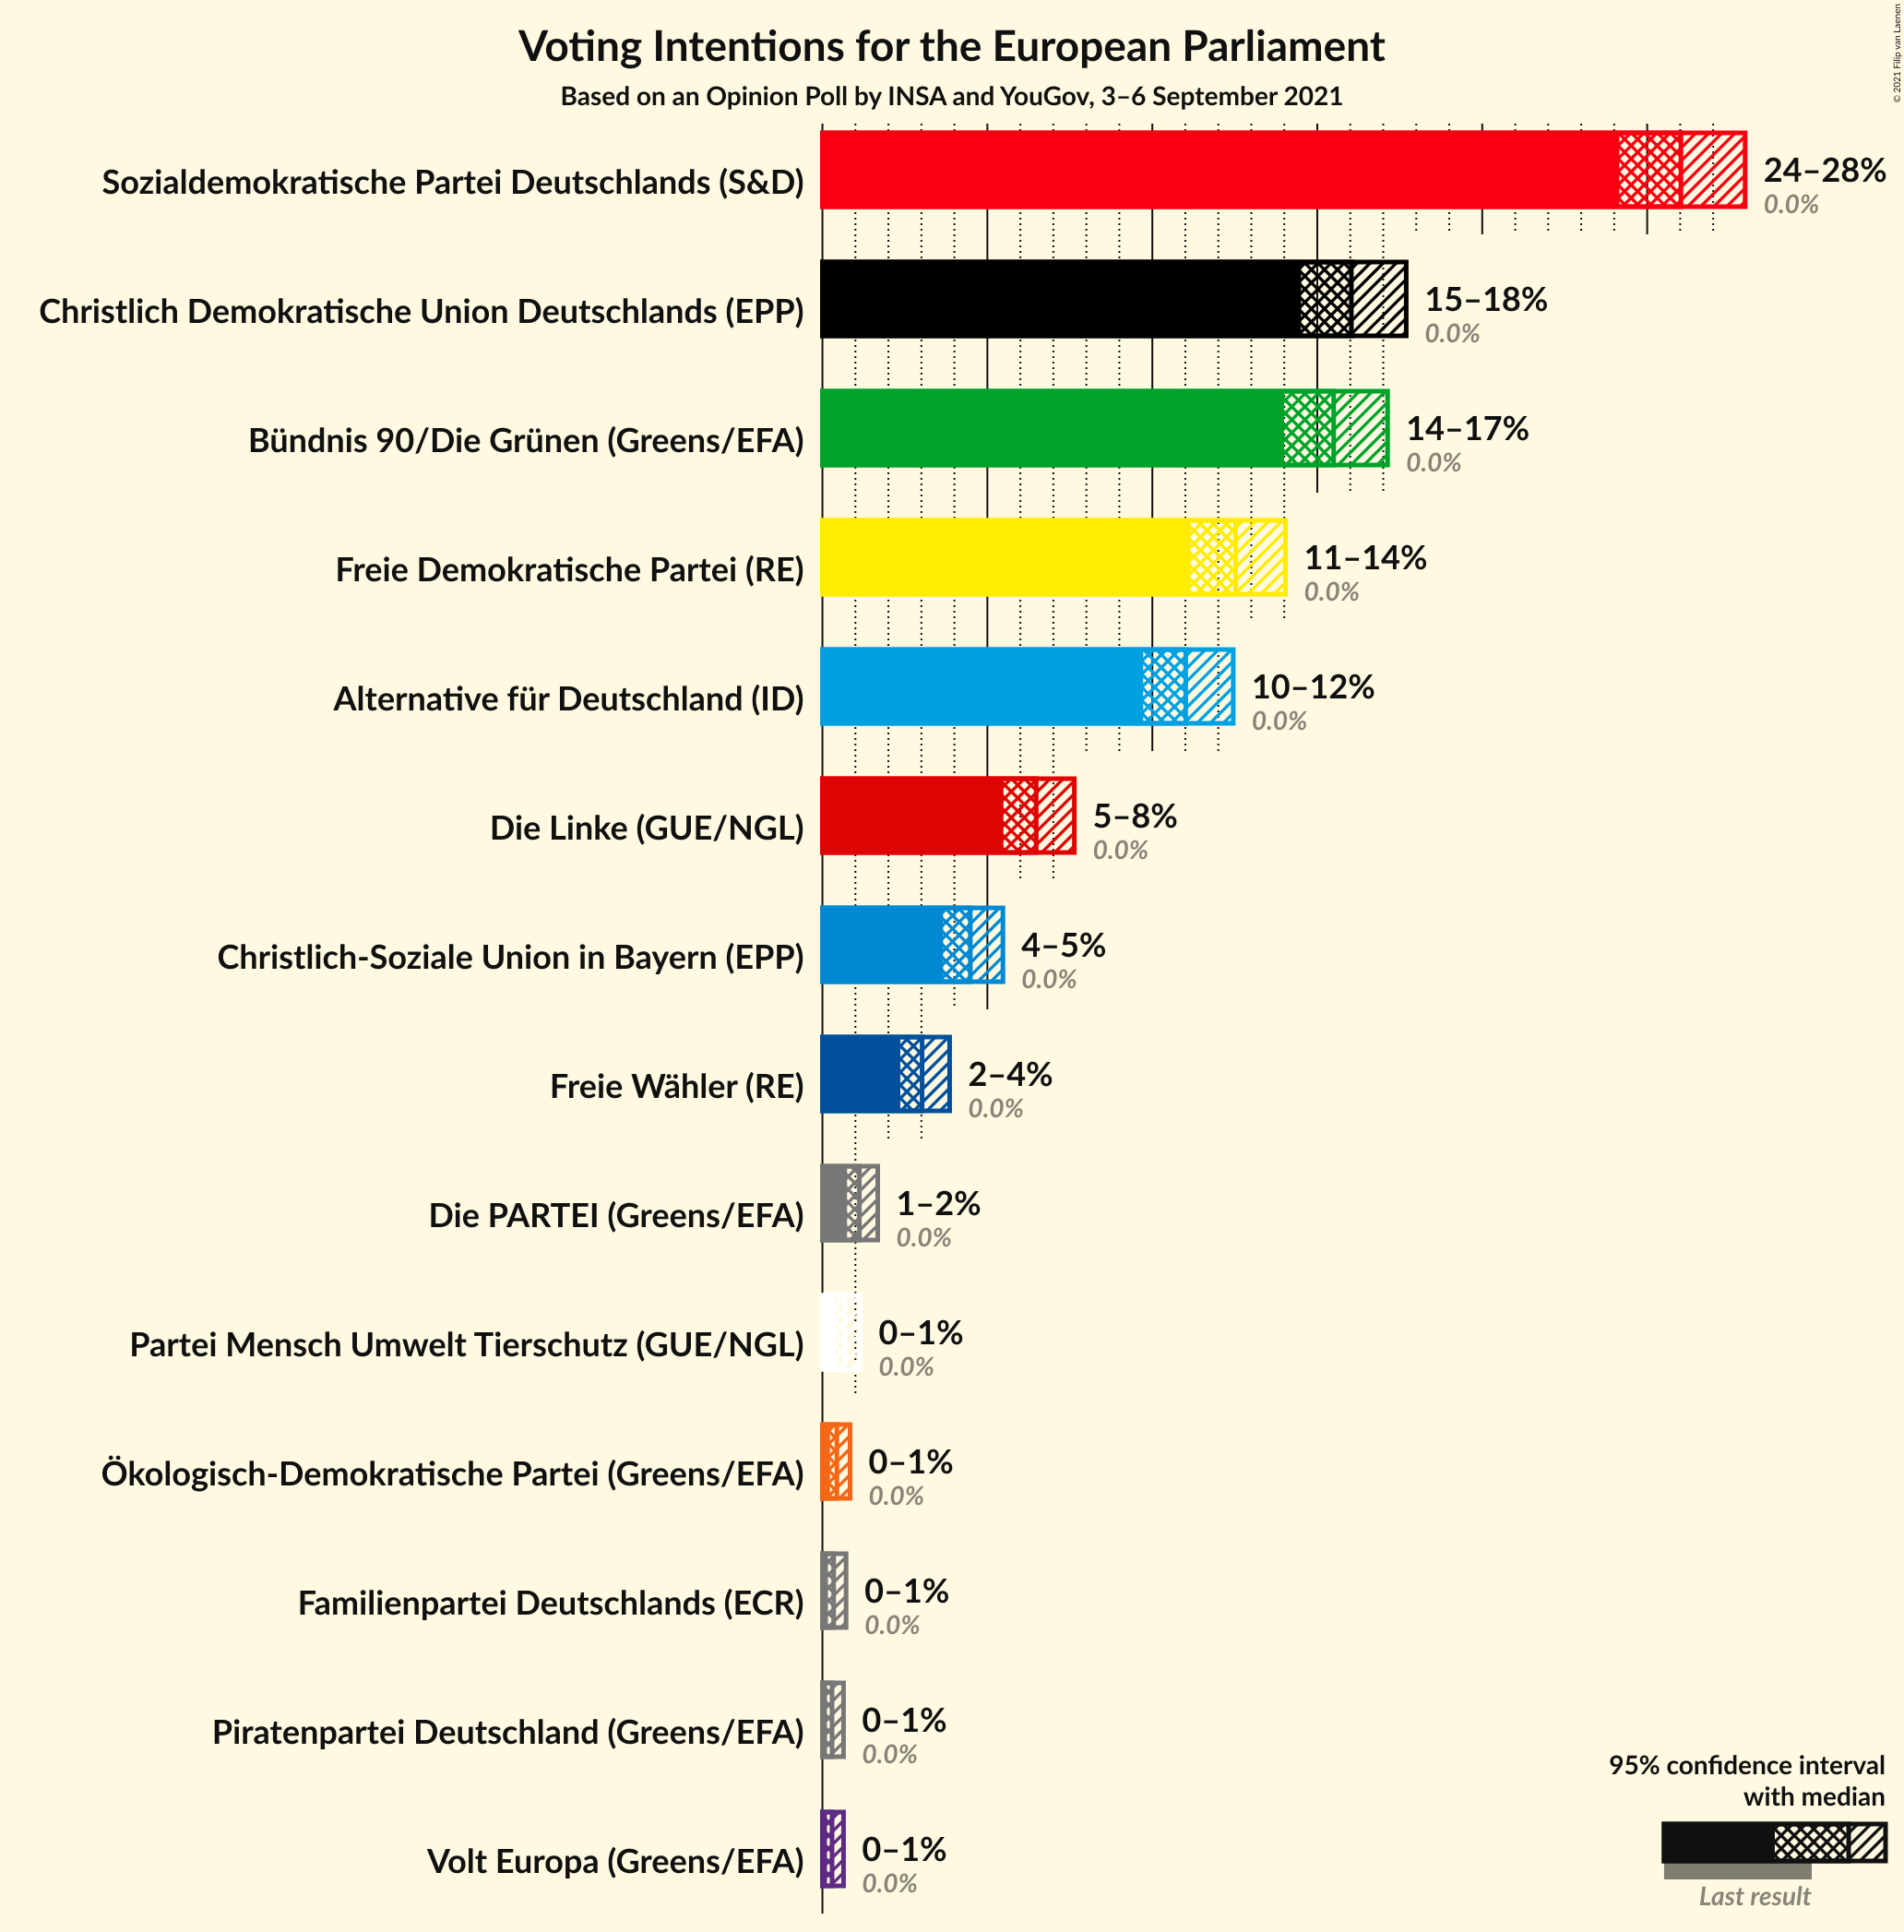 Voting Intentions for the European Parliament
Based on an Opinion Poll by INSA and YouGov, 3–6 September 2021
© 2021 Filip van Laenen
Sozialdemokratische Partei Deutschlands (S&D)
24–28%
0.0%
Christlich Demokratische Union Deutschlands (EPP)
15–18%
0.0%
Bündnis 90/Die Grünen (Greens/EFA)
14–17%
0.0%
Freie Demokratische Partei (RE)
11–14%
0.0%
Alternative für Deutschland (ID)
10–12%
0.0%
Die Linke (GUE/NGL)
5–8%
0.0%
Christlich-Soziale Union in Bayern (EPP)
4–5%
0.0%
Freie Wähler (RE)
2–4%
0.0%
Die PARTEI (Greens/EFA)
1–2%
0.0%
Partei Mensch Umwelt Tierschutz (GUE/NGL)
0–1%
0.0%
Ökologisch-Demokratische Partei (Greens/EFA)
0–1%
0.0%
Familienpartei Deutschlands (ECR)
0–1%
0.0%
Piratenpartei Deutschland (Greens/EFA)
0–1%
0.0%
Volt Europa (Greens/EFA)
0–1%
0.0%
95% confidence interval
with median
Last result